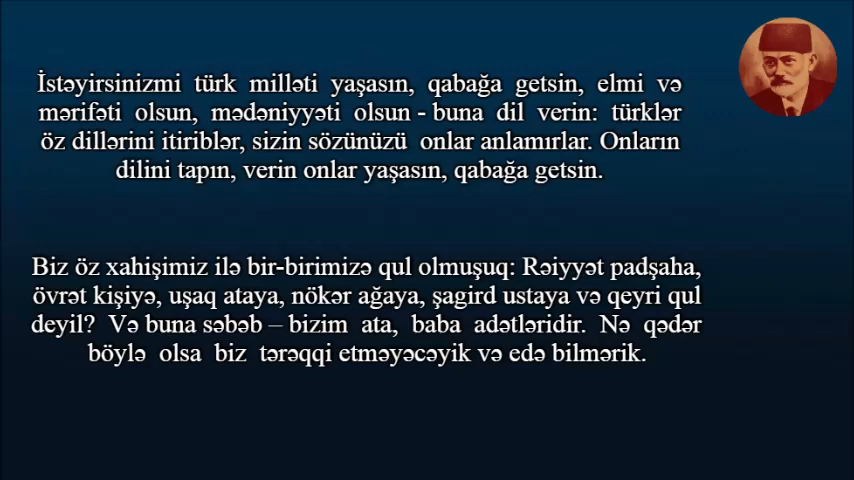 İstəyirsinizmi türk milləti yaşasın, qabağa getsin, elmi və
mərifəti olsun, mədəniyyəti olsun - buna dil verin: türklər
öz dillərini itiriblər, sizin sözünüzü onlar anlamırlar. Onların
dilini tapın, verin onlar yaşasın, qabağa getsin.
Biz öz xahişimiz ilə bir-birimizə qul olmuşuq: Rəiyyət padşaha,
övrət kişiyə, uşaq ataya, nökər ağaya, şagird ustaya və qeyri qul
deyil? Və buna səbəb – bizim ata, baba adətləridir. Nə qədər
böylə olsa biz tərəqqi etməyəcəyik və edə bilmərik.